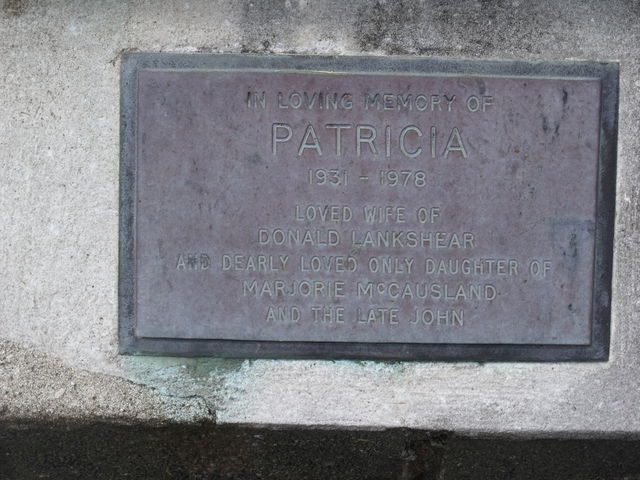 IN LOVING MEMORY OF
PATRICIA
1931 - 1978
LOVED WIFE OF
DONALD LANKSHEAR
AND DEARLY LOVED ONLY DAUGHTER OF
MARJORIE McCAUSLAND
AND THE LATE JOHN